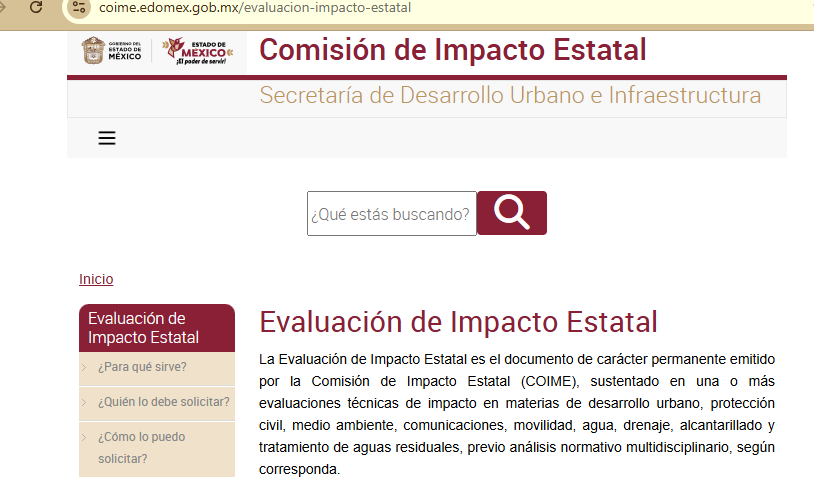 coime.edomex.gob.mx/evaluacion-impacto-estatal
GOBIERNO DEL
ESTADO DE
MÉXICO
ESTADO DE
MÉXICO
¡El poder de servir!
Comisión de Impacto Estatal
Secretaría de Desarrollo Urbano e Infraestructura
¿Qué estás buscando?
Inicio
Evaluación de
Impacto Estatal
¿Para qué sirve?
¿Quién lo debe solicitar?
¿Cómo lo puedo
solicitar?
Evaluación de Impacto Estatal
La Evaluación de Impacto Estatal es el documento de carácter permanente emitido
por la Comisión de Impacto Estatal (COIME), sustentado en una o más
evaluaciones técnicas de impacto en materias de desarrollo urbano, protección
civil, medio ambiente, comunicaciones, movilidad, agua, drenaje, alcantarillado y
tratamiento de aguas residuales, previo análisis normativo multidisciplinario, según
corresponda.